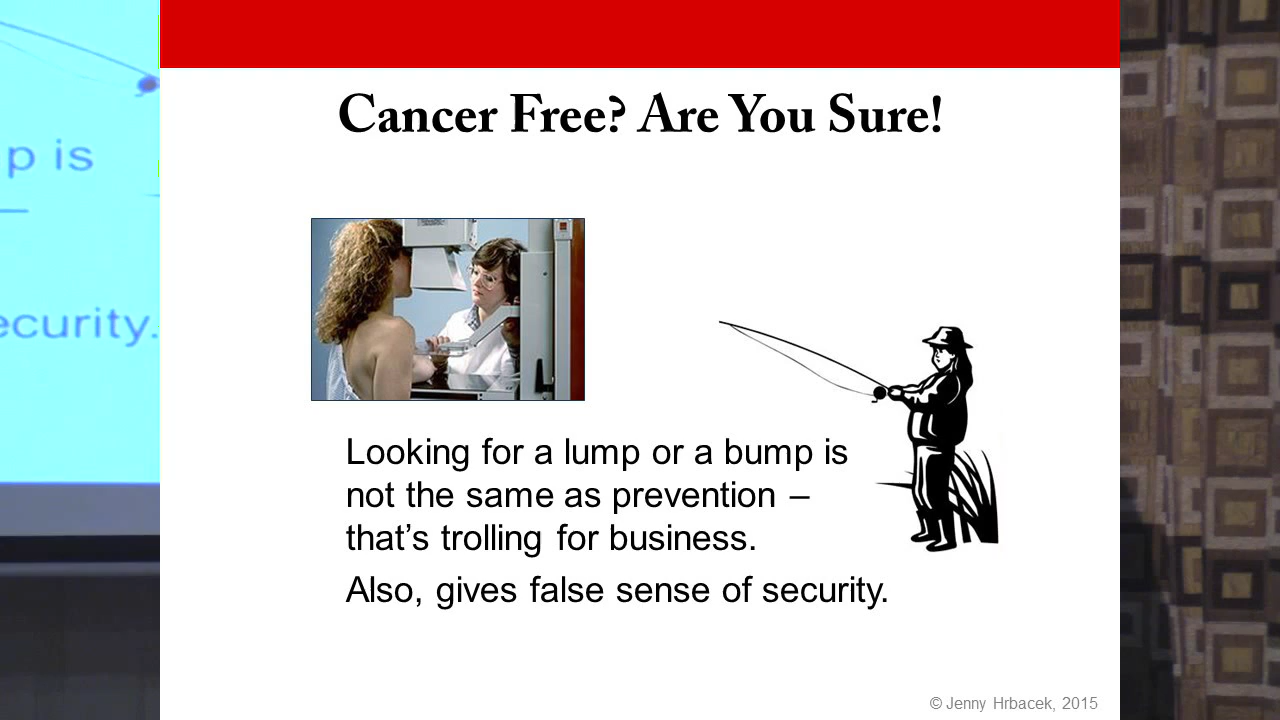 Cancer Free? Are You Sure!
p is
ecurity.
Looking for a lump or a bump is
not the same as prevention –
that's trolling for business.
Also, gives false sense of security.
© Jenny Hrbacek, 2015